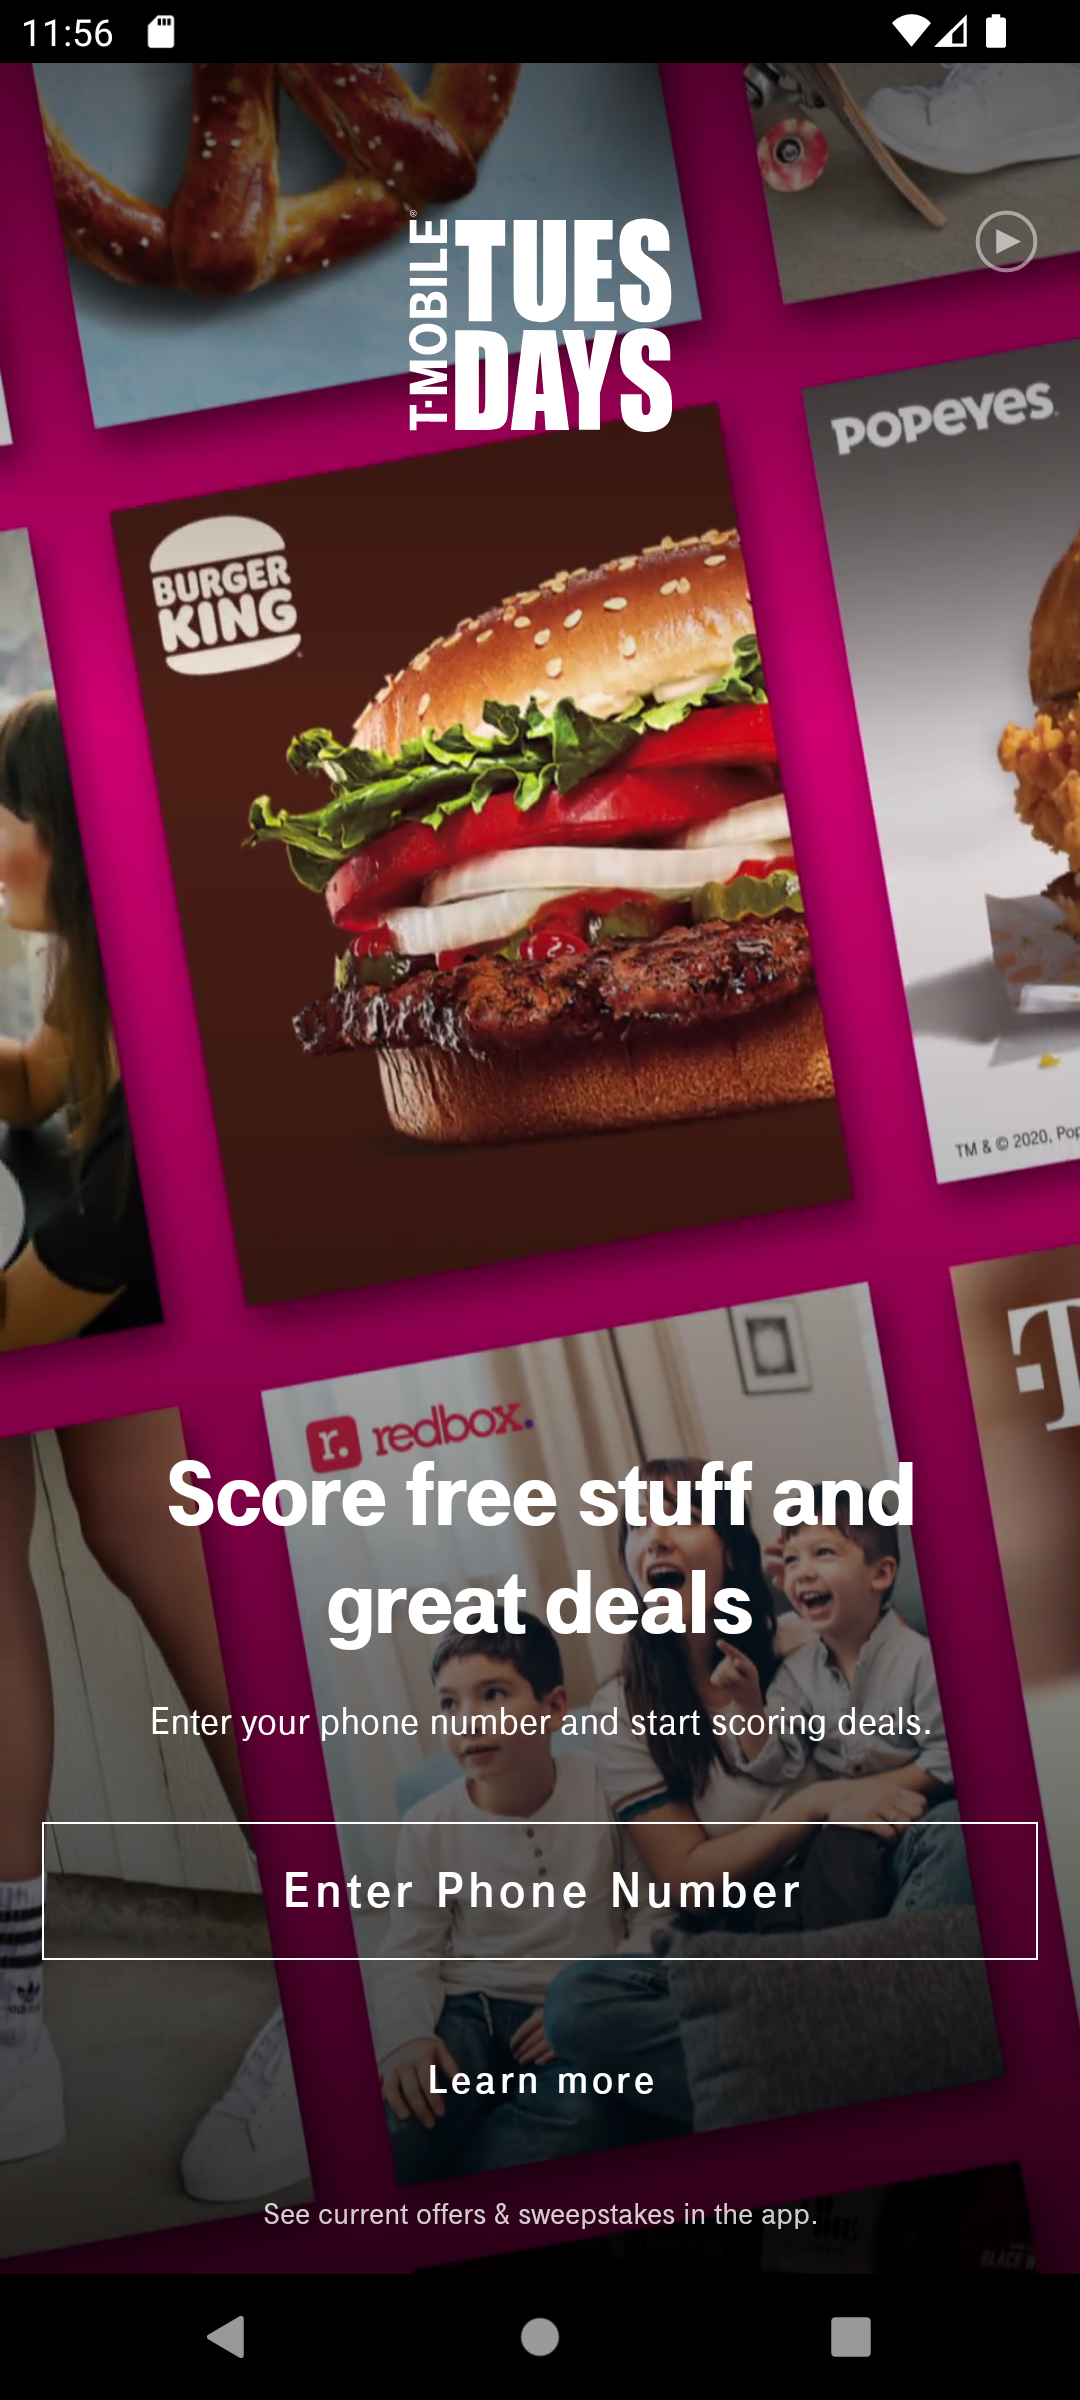 11:56
T·MOBILE®
TUES
DAYS
POPEYES
BURGER
KING
TM & © 2020, Pop
r. redbox.
T
Score free stuff and
great deals
Enter your phone number and start scoring deals.
Enter Phone Number
Learn more
See current offers & sweepstakes in the app.
BLACK